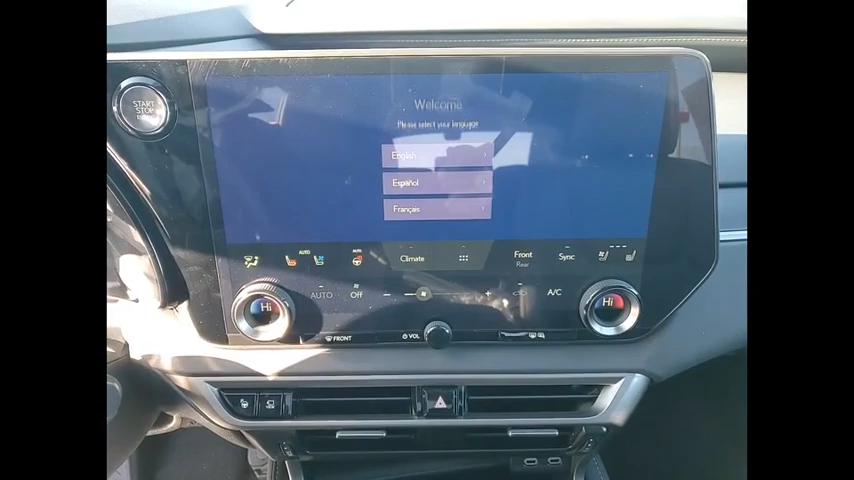 START
STOP
Welcome
Please select your language
English
Español
Français
AUTO
AUTO
Climate
Front
Rear
Sync
Hi
AUTO
Off
A/C
Hi
FRONT
VOL